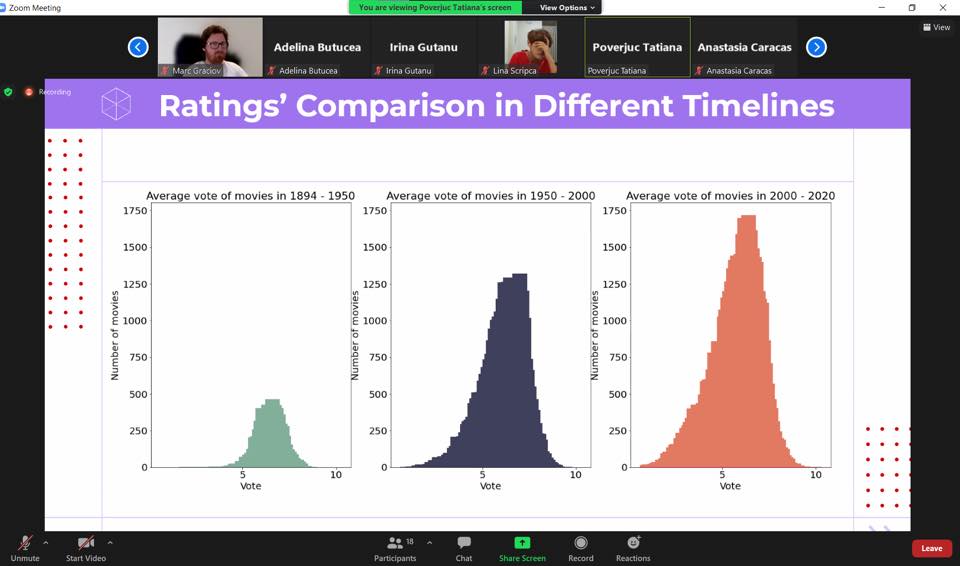 Zoom Meeting
You are viewing Poverjuc Tatiana's screen
View Options
View
Marc Graciov
Adelina Butucea
Adelina Butucea
Irina Gutanu
Irina Gutanu
Lina Scripca
Poverjuc Tatiana
Poverjuc Tatiana
Anastasia Caracas
Anastasia Caracas
Recording
Ratings' Comparison in Different Timelines
Average vote of movies in 1894 - 1950
1750
1500
1250
1000
750
500
250
0
Number of movies
5
10
Vote
Average vote of movies in 1950 - 2000
1750
1500
1250
1000
750
500
250
0
Number of movies
5
10
Vote
Average vote of movies in 2000 - 2020
1750
1500
1250
1000
750
500
250
0
Number of movies
5
10
Vote
Unmute
Start Video
Participants
18
Chat
Share Screen
Record
Reactions
Leave